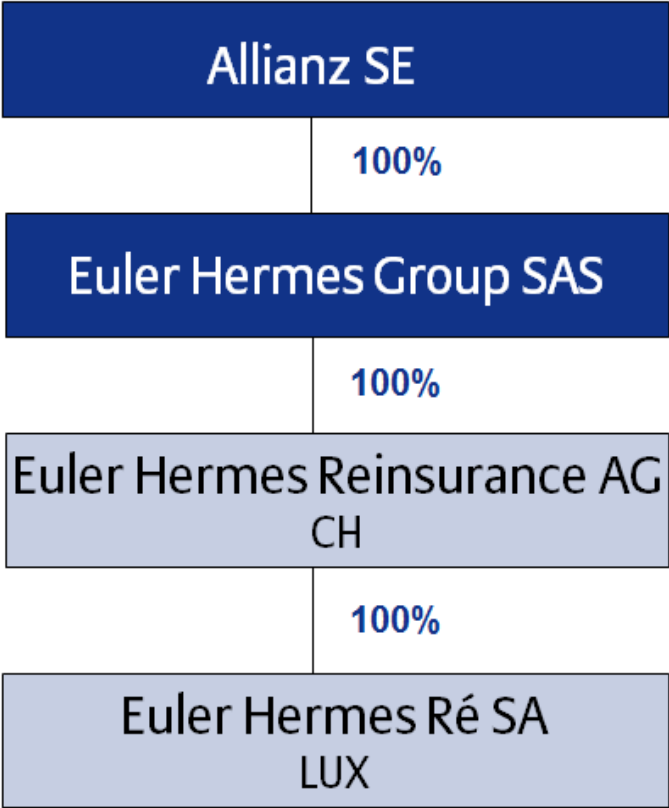 Allianz SE
100%
Euler Hermes Group SAS
100%
Euler Hermes Reinsurance AG
CH
100%
Euler Hermes Ré SA
LUX